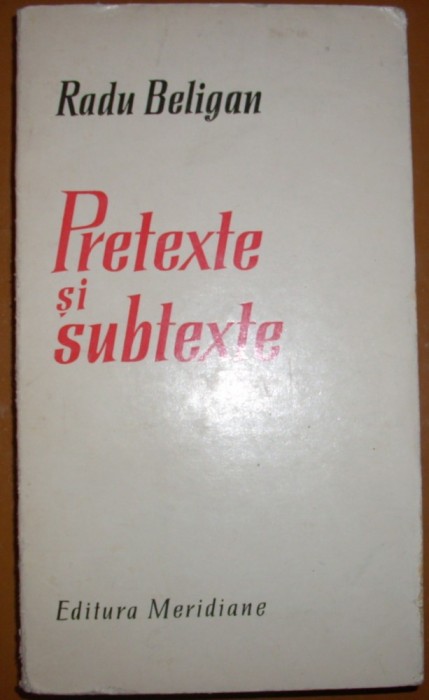 Radu Beligan
Pretexte
și
subtexte
Editura Meridiane